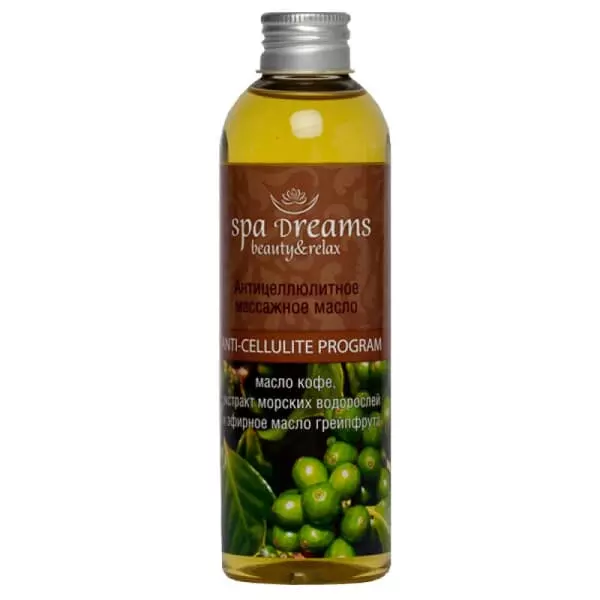 spa Dreams
beauty&relax
Антицеллюлитное
массажное масло
ANTI-CELLULITE PROGRAM
масло кофе,
экстракт морских водорослей
и эфирное масло грейпфрута